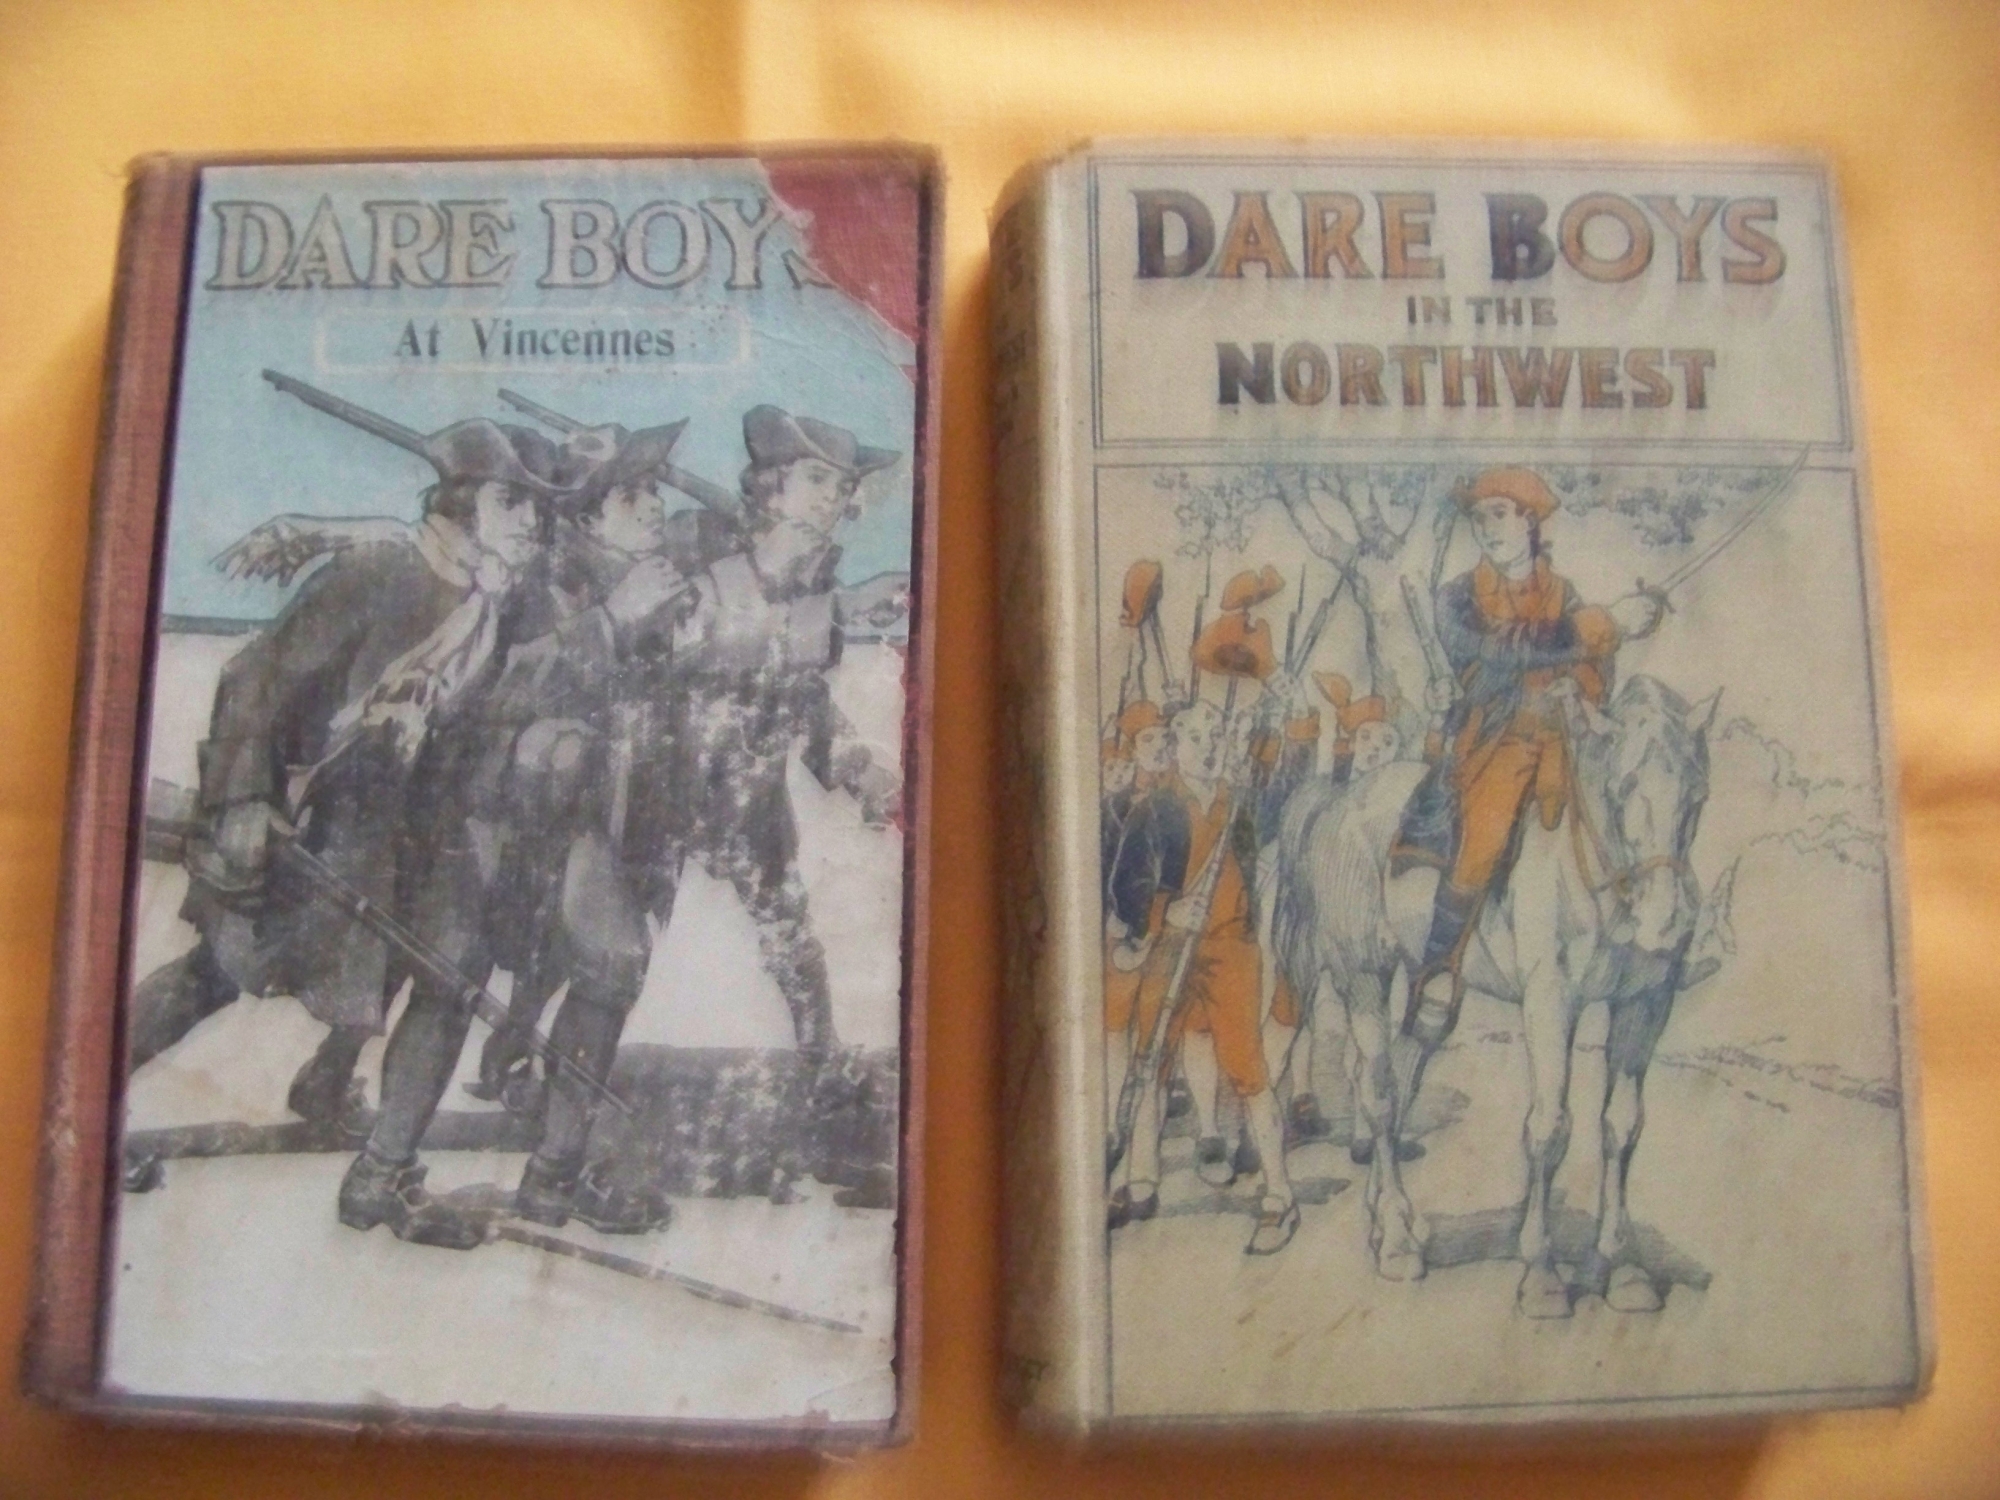 DARE BOYS
At Vincennes
DARE BOYS
IN THE
NORTHWEST